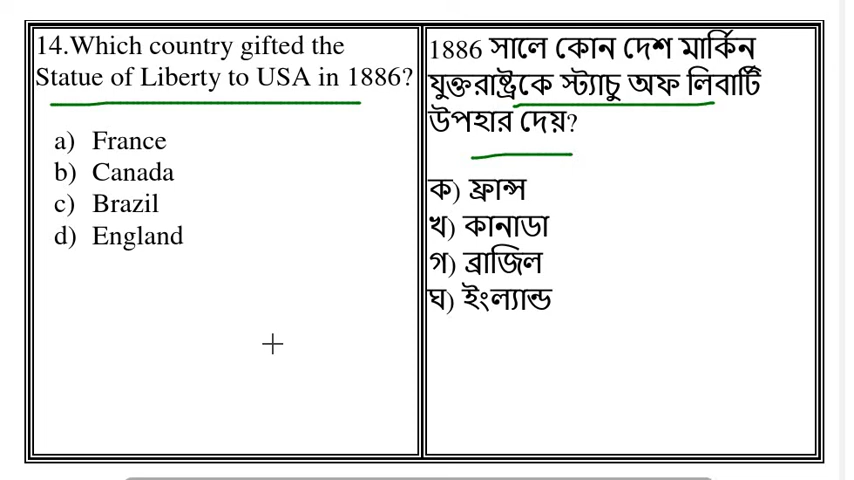 14.Which country gifted the
Statue of Liberty to USA in 1886?
a) France
b) Canada
c) Brazil
d) England
1886 সালে কোন দেশ মার্কিন
যুক্তরাষ্ট্রকে স্ট্যাচু অফ লিবার্টি
উপহার দেয়?
ক) ফ্রান্স
খ) কানাডা
গ) ব্রাজিল
ঘ) ইংল্যান্ড